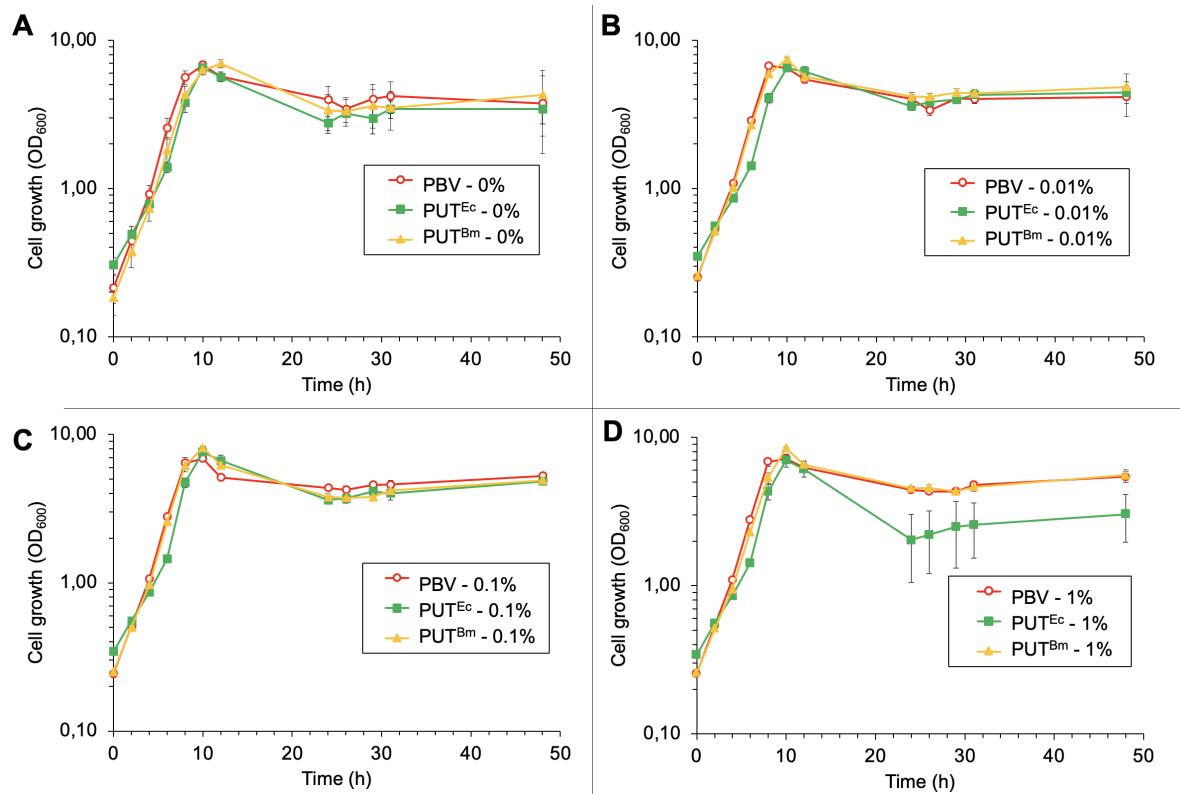 A
10,00
1,00
0,10
Cell growth (OD600)
0
10
20
30
40
50
Time (h)
PBV - 0%
PUTEc - 0%
PUTBm - 0%
B
10,00
1,00
0,10
Cell growth (OD600)
0
10
20
30
40
50
Time (h)
PBV - 0.01%
PUTEc - 0.01%
PUTBm - 0.01%
C
10,00
1,00
0,10
Cell growth (OD600)
0
10
20
30
40
50
Time (h)
PBV - 0.1%
PUTEc - 0.1%
PUTBm - 0.1%
D
10,00
1,00
0,10
Cell growth (OD600)
0
10
20
30
40
50
Time (h)
PBV - 1%
PUTEc - 1%
PUTBm - 1%